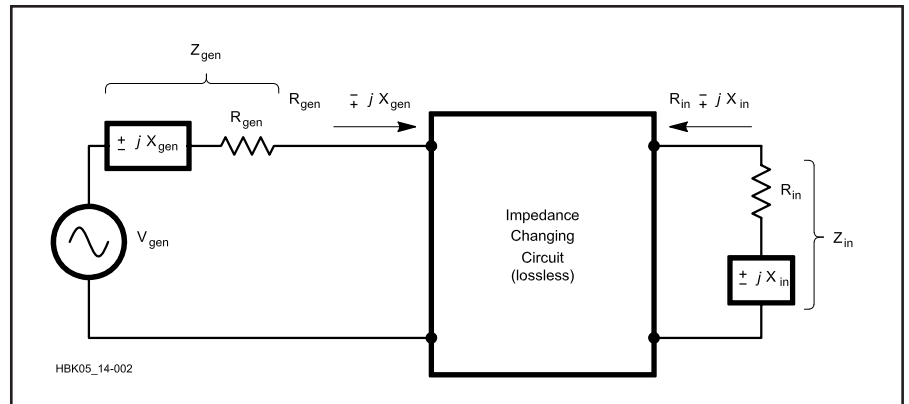 Z gen
R gen
∓ j X gen
R in ∓ j X in
R gen
± j X gen
R in
V gen
Impedance
Changing
Circuit
(lossless)
Z in
± j X in
HBK05_14-002